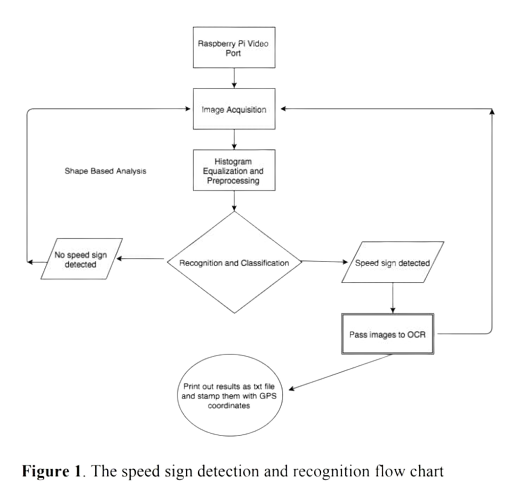 Raspberry Pi Video
Port
Image Acquisition
Shape Based Analysis
Histogram
Equalization and
Preprocessing
No speed sign
detected
Recognition and Classification
Speed sign detected
Pass images to OCR
Print out results as txt file
and stamp them with GPS
coordinates
Figure 1. The speed sign detection and recognition flow chart